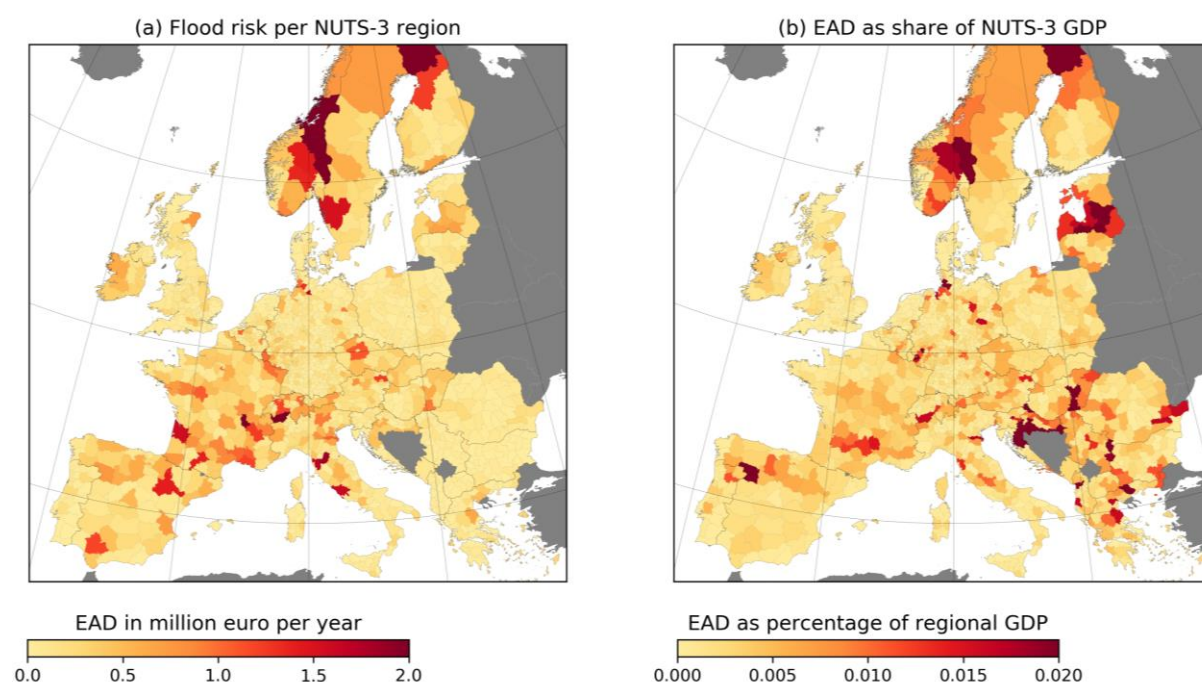 (a) Flood risk per NUTS-3 region
(b) EAD as share of NUTS-3 GDP
EAD in million euro per year
0.0 0.5 1.0 1.5 2.0
EAD as percentage of regional GDP
0.000 0.005 0.010 0.015 0.020